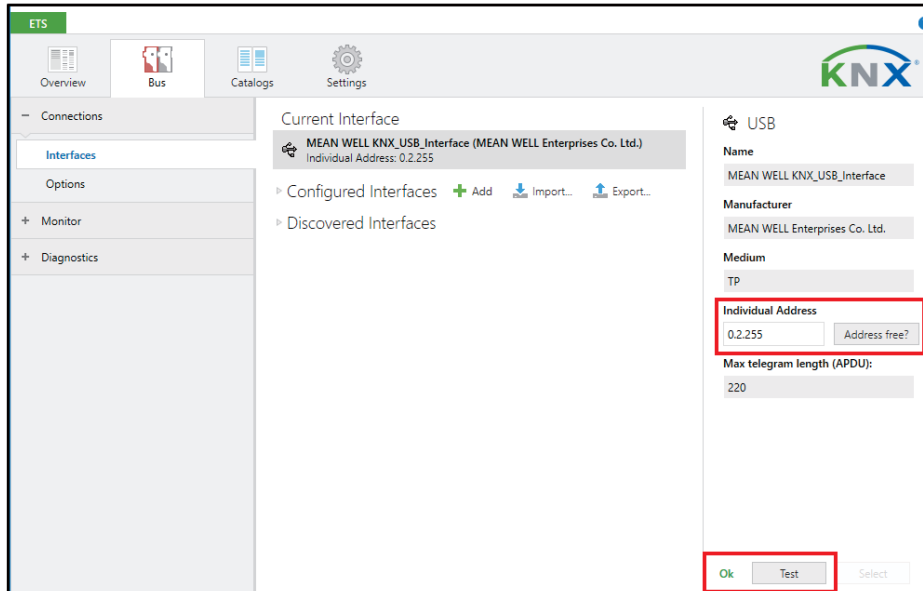 ETS
Overview
Bus
Catalogs
Settings
KNX®
Connections
Interfaces
Options
Monitor
Diagnostics
Current Interface
MEAN WELL KNX_USB_Interface (MEAN WELL Enterprises Co. Ltd.)
Individual Address: 0.2.255
Configured Interfaces Add Import... Export...
Discovered Interfaces
USB
Name
MEAN WELL KNX_USB_Interface
Manufacturer
MEAN WELL Enterprises Co. Ltd.
Medium
TP
Individual Address
0.2.255 Address free?
Max telegram length (APDU):
220
Ok Test Select